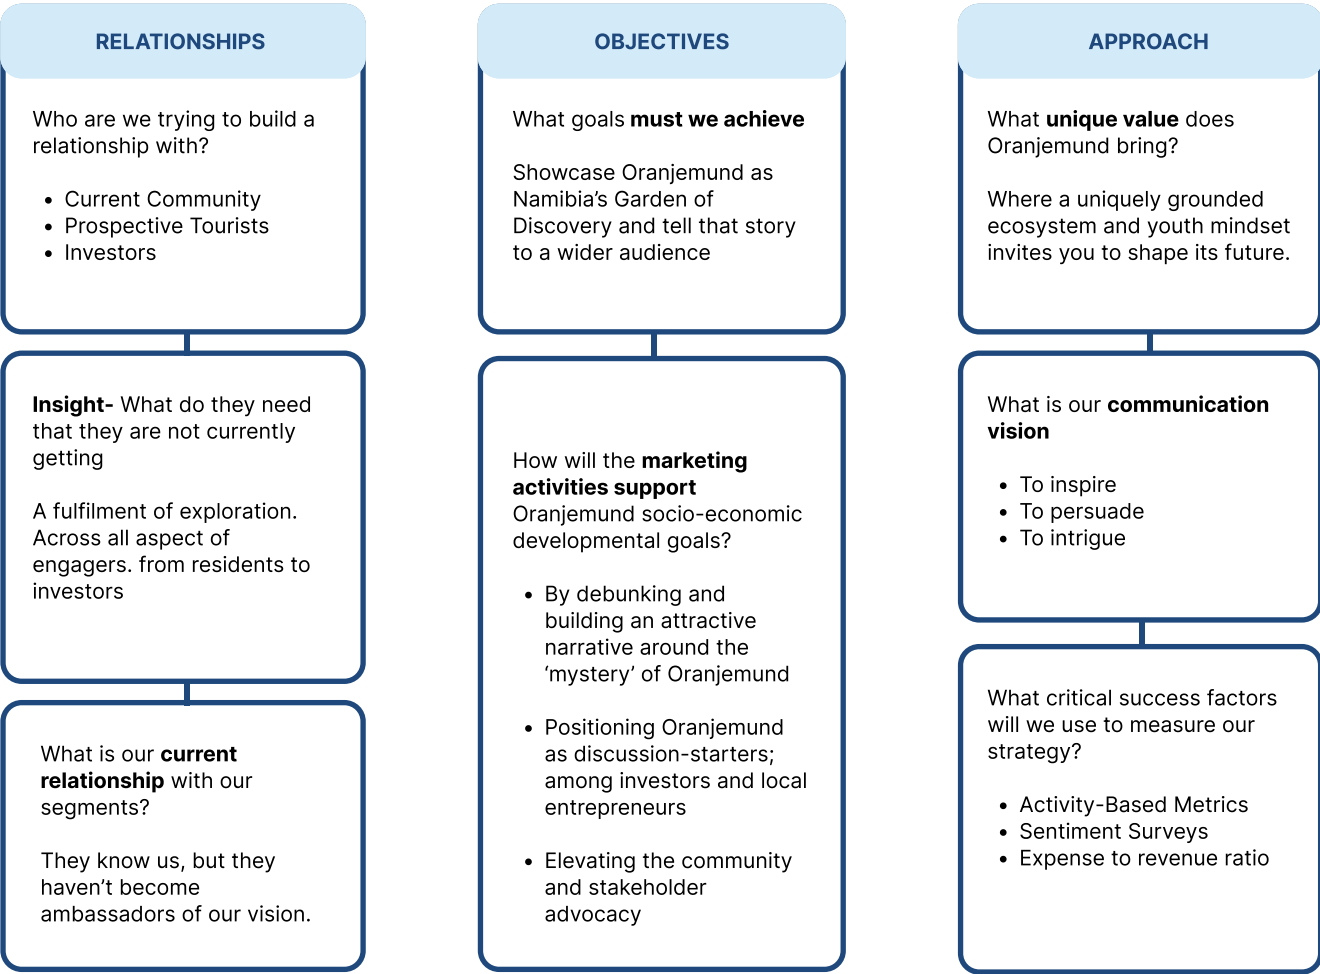 RELATIONSHIPS
Who are we trying to build a
relationship with?
• Current Community
• Prospective Tourists
• Investors
Insight- What do they need
that they are not currently
getting
A fulfilment of exploration.
Across all aspect of
engagers. from residents to
investors
What is our current
relationship with our
segments?
They know us, but they
haven’t become
ambassadors of our vision.
OBJECTIVES
What goals must we achieve
Showcase Oranjemund as
Namibia’s Garden of
Discovery and tell that story
to a wider audience
How will the marketing
activities support
Oranjemund socio-economic
developmental goals?
• By debunking and
building an attractive
narrative around the
‘mystery’ of Oranjemund
• Positioning Oranjemund
as discussion-starters;
among investors and local
entrepreneurs
• Elevating the community
and stakeholder
advocacy
APPROACH
What unique value does
Oranjemund bring?
Where a uniquely grounded
ecosystem and youth mindset
invites you to shape its future.
What is our communication
vision
• To inspire
• To persuade
• To intrigue
What critical success factors
will we use to measure our
strategy?
• Activity-Based Metrics
• Sentiment Surveys
• Expense to revenue ratio